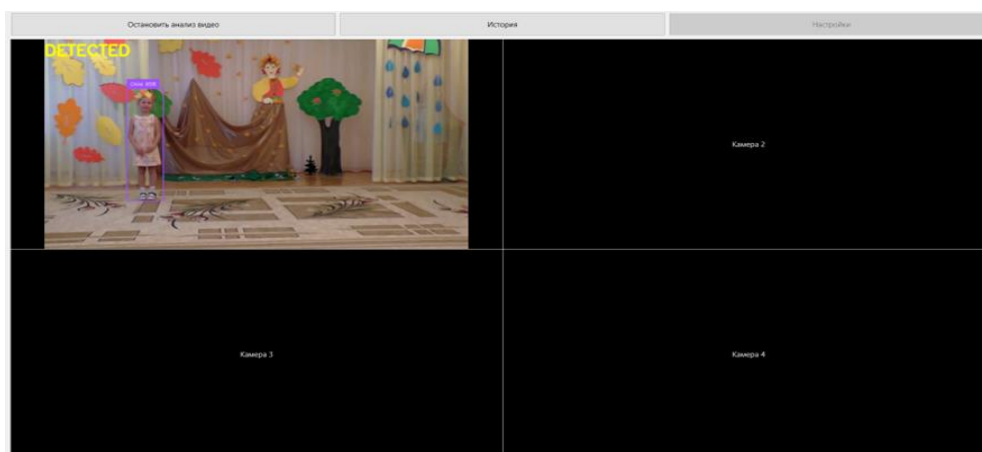 Остановить анализ видео
История
Настройки
DETECTED
Камера 2
Камера 3
Камера 4